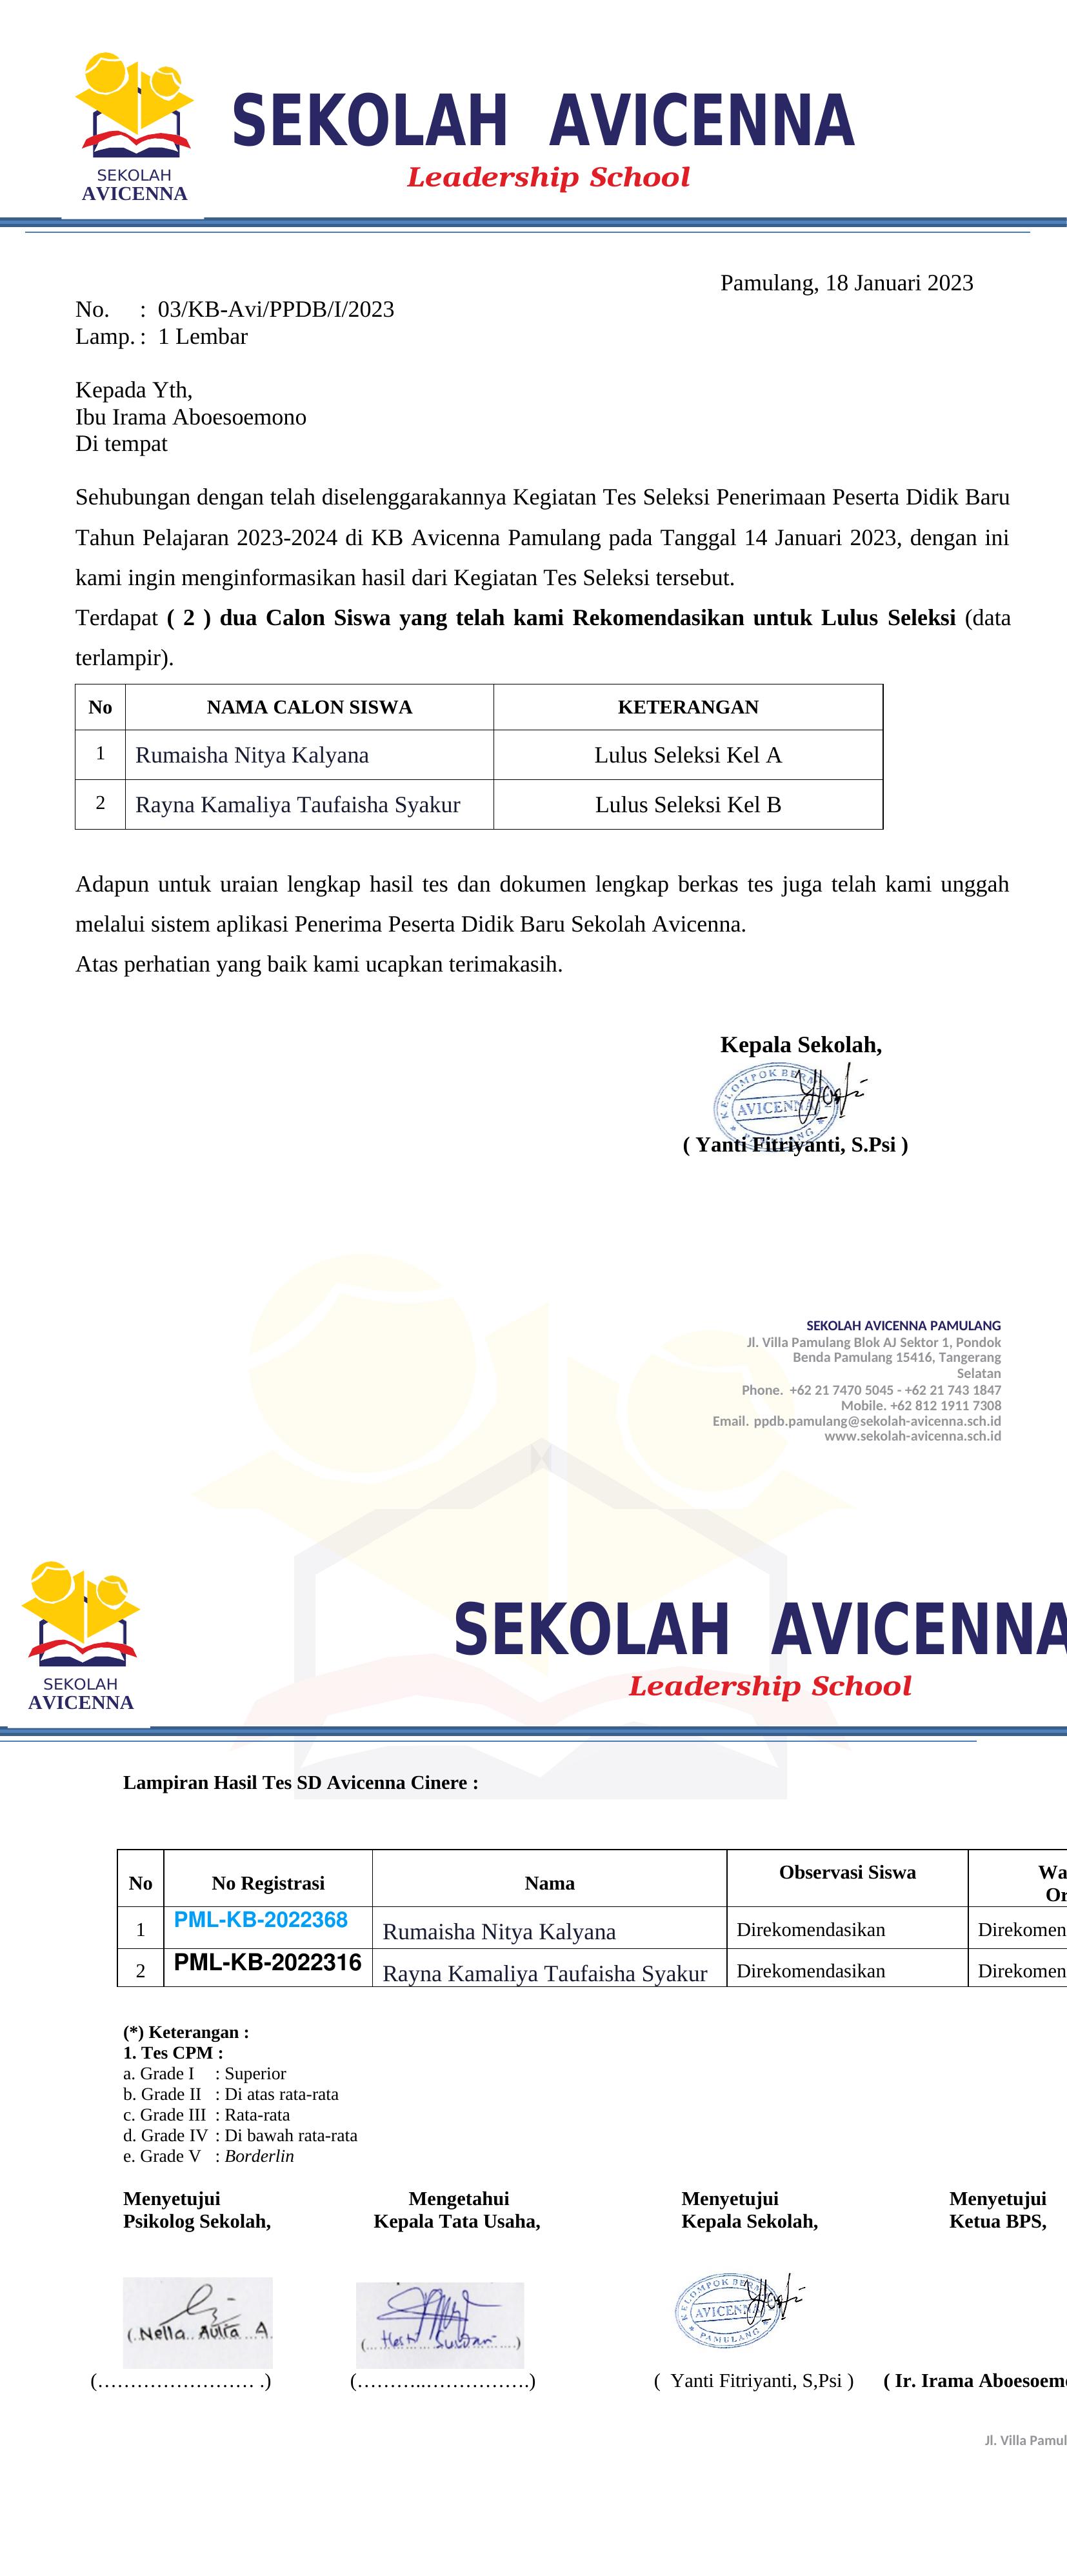 SEKOLAH AVICENNA
Leadership School
SEKOLAH
AVICENNA
Pamulang, 18 Januari 2023
No. : 03/KB-Avi/PPDB/I/2023
Lamp. : 1 Lembar
Kepada Yth,
Ibu Irama Aboesoemono
Di tempat
Sehubungan dengan telah diselenggarakannya Kegiatan Tes Seleksi Penerimaan Peserta Didik Baru
Tahun Pelajaran 2023-2024 di KB Avicenna Pamulang pada Tanggal 14 Januari 2023, dengan ini
kami ingin menginformasikan hasil dari Kegiatan Tes Seleksi tersebut.
Terdapat ( 2 ) dua Calon Siswa yang telah kami Rekomendasikan untuk Lulus Seleksi (data
terlampir).
No NAMA CALON SISWA KETERANGAN
1 Rumaisha Nitya Kalyana Lulus Seleksi Kel A
2 Rayna Kamaliya Taufaisha Syakur Lulus Seleksi Kel B
Adapun untuk uraian lengkap hasil tes dan dokumen lengkap berkas tes juga telah kami unggah
melalui sistem aplikasi Penerima Peserta Didik Baru Sekolah Avicenna.
Atas perhatian yang baik kami ucapkan terimakasih.
Kepala Sekolah,
KELOMPOK BERMAIN
AVICENNA
PAMULANG
( Yanti Fitriyanti, S.Psi )
SEKOLAH AVICENNA PAMULANG
Jl. Villa Pamulang Blok AJ Sektor 1, Pondok
Benda Pamulang 15416, Tangerang
Selatan
Phone. +62 21 7470 5045 - +62 21 743 1847
Mobile. +62 812 1911 7308
Email. ppdb.pamulang@sekolah-avicenna.sch.id
www.sekolah-avicenna.sch.id
SEKOLAH AVICENNA
Leadership School
SEKOLAH
AVICENNA
Lampiran Hasil Tes SD Avicenna Cinere :
No No Registrasi Nama Observasi Siswa Wa
Or
1 PML-KB-2022368 Rumaisha Nitya Kalyana Direkomendasikan Direkomen
2 PML-KB-2022316 Rayna Kamaliya Taufaisha Syakur Direkomendasikan Direkomen
(*) Keterangan :
1. Tes CPM :
a. Grade I : Superior
b. Grade II : Di atas rata-rata
c. Grade III : Rata-rata
d. Grade IV : Di bawah rata-rata
e. Grade V : Borderlin
Menyetujui Mengetahui Menyetujui Menyetujui
Psikolog Sekolah, Kepala Tata Usaha, Kepala Sekolah, Ketua BPS,
(. Nella Aulia A.
KELOMPOK BERMAIN
AVICENNA
PAMULANG
(…………………… .) (………..…………….) ( Yanti Fitriyanti, S,Psi ) ( Ir. Irama Aboesoem
Jl. Villa Pamul